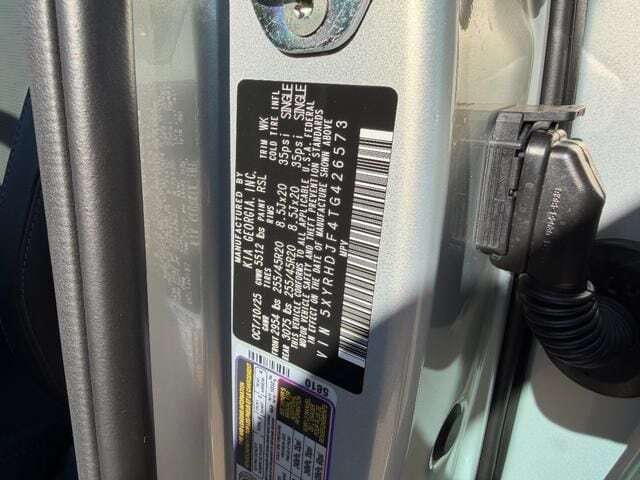 MANUFACTURED BY
KIA GEORGIA, INC.
OCT/10/25 GVWR 5512 lbs PAINT RSL TRIM WK
GAWR TIRES RIMS COLD TIRE INFL
FRONT 2954 lbs 255/45R20 8.5Jx20 35psi SINGLE
REAR 3075 lbs 255/45R20 8.5Jx20 35psi SINGLE
THIS VEHICLE CONFORMS TO ALL APPLICABLE U.S.A. FEDERAL
MOTOR VEHICLE SAFETY AND THEFT PREVENTION STANDARDS
IN EFFECT ON THE DATE OF MANUFACTURE SHOWN ABOVE
VIN 5XYRHDJF4TG426573
MPV
5810